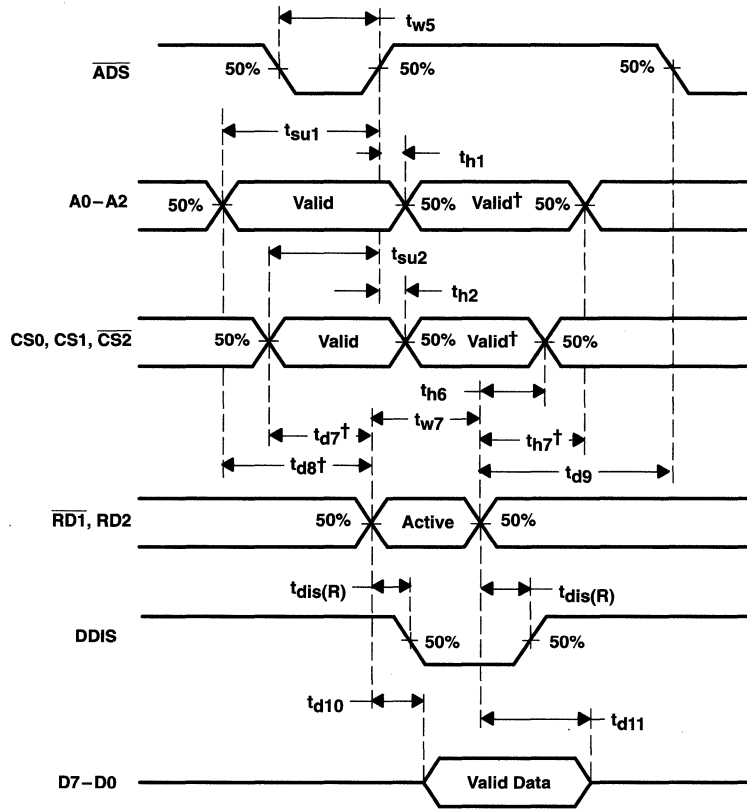 tw5
ADS 50% 50% 50%
tsu1
th1
A0–A2 50% Valid 50% Valid† 50%
tsu2
th2
CS0, CS1, CS2 50% Valid 50% Valid† 50%
th6
tw7
td7† th7†
td8† td9
RD1, RD2 50% Active 50%
tdis(R) tdis(R)
DDIS 50% 50%
td10 td11
D7–D0 Valid Data